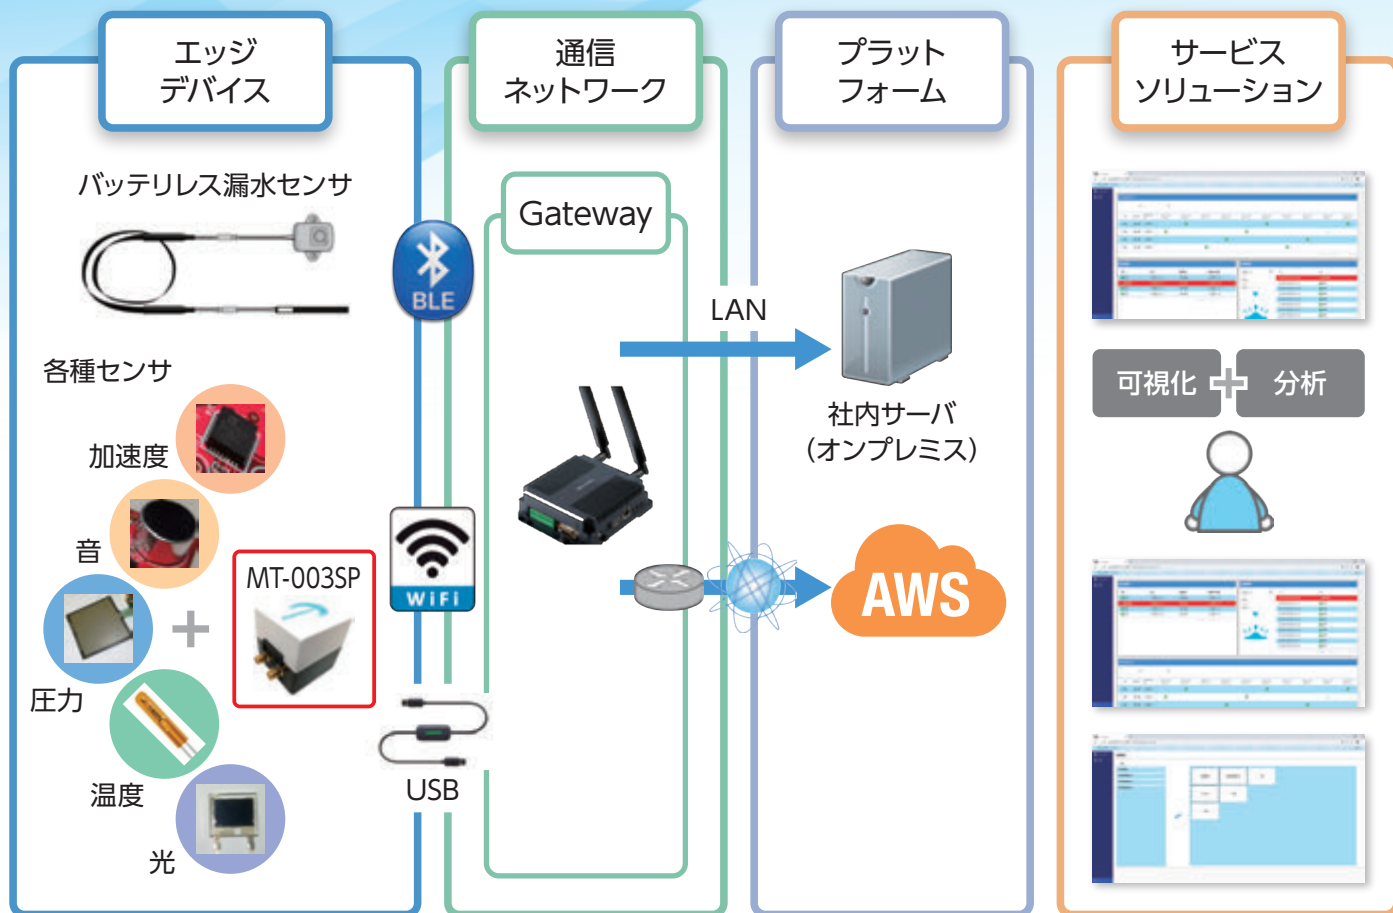 エッジ
デバイス
通信
ネットワーク
プラット
フォーム
サービス
ソリューション
バッテリレス漏水センサ
BLE
各種センサ
加速度
音
圧力
温度
光
MT-003SP
WiFi
USB
Gateway
LAN
社内サーバ
(オンプレミス)
AWS
可視化
分析